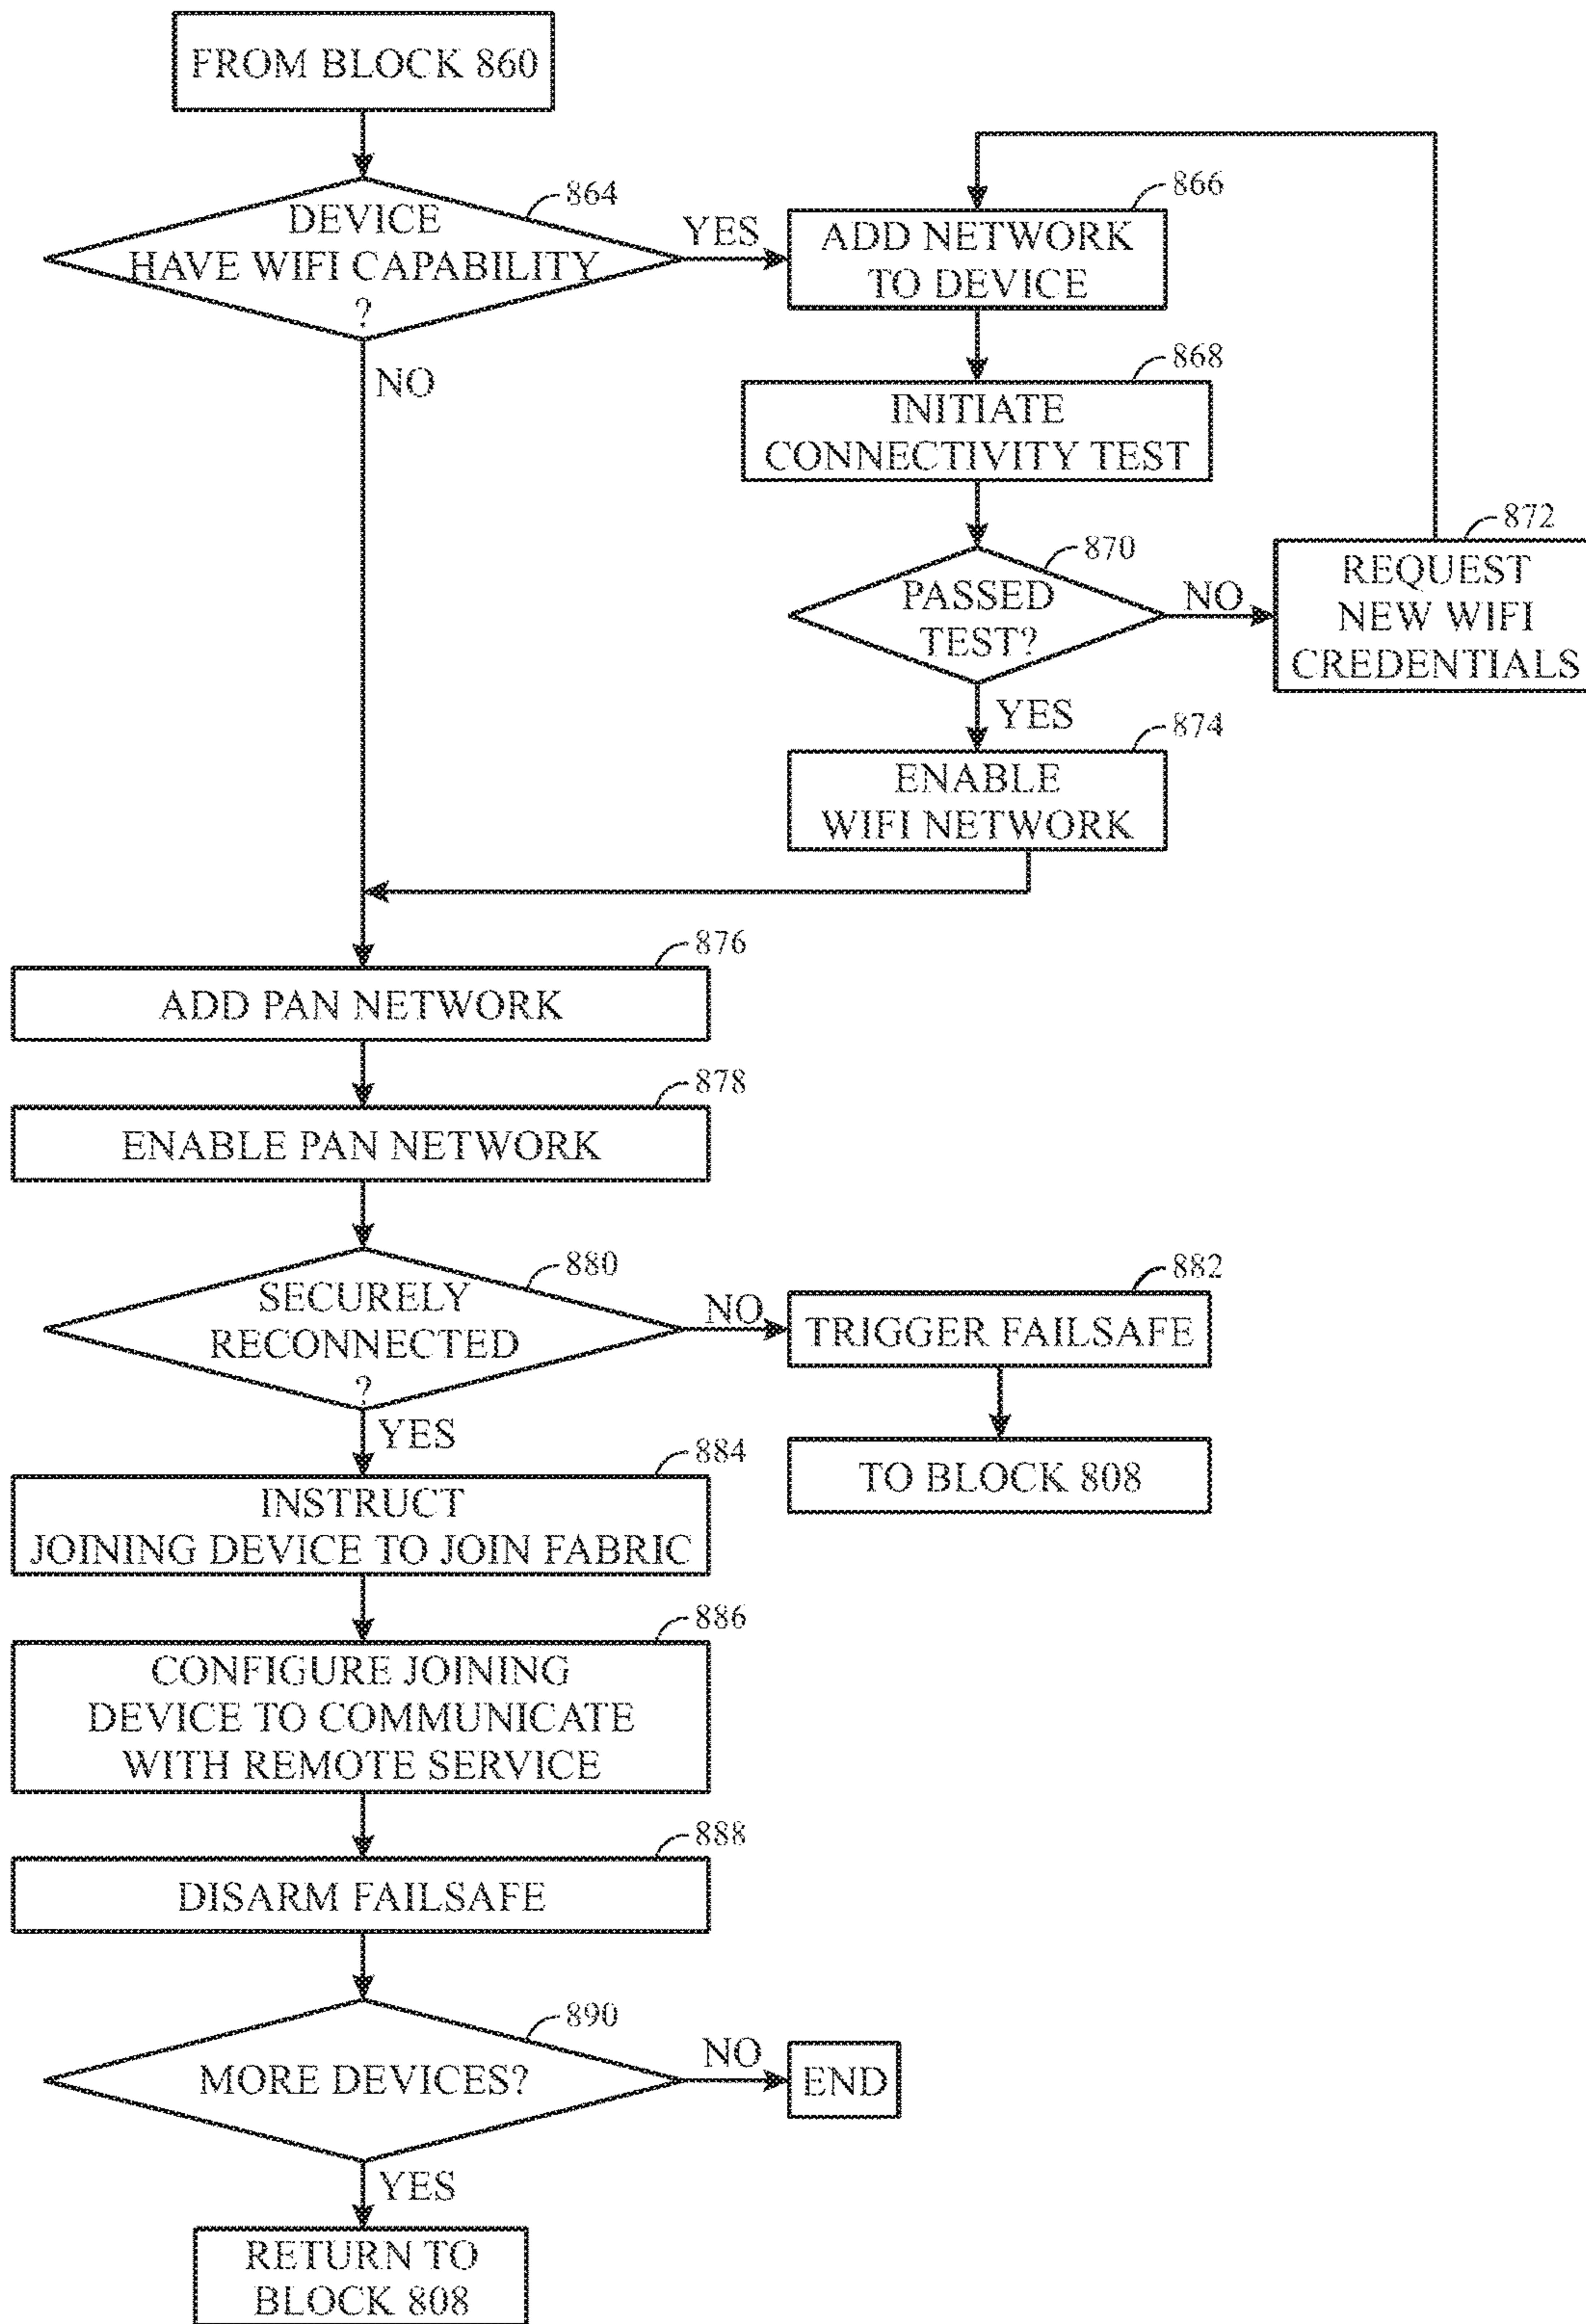 FROM BLOCK 860
864
DEVICE
HAVE WIFI CAPABILITY
?
YES
NO
866
ADD NETWORK
TO DEVICE
868
INITIATE
CONNECTIVITY TEST
870
PASSED
TEST?
NO
872
REQUEST
NEW WIFI
CREDENTIALS
YES
874
ENABLE
WIFI NETWORK
876
ADD PAN NETWORK
878
ENABLE PAN NETWORK
880
SECURELY
RECONNECTED
?
NO
882
TRIGGER FAILSAFE
TO BLOCK 808
YES
884
INSTRUCT
JOINING DEVICE TO JOIN FABRIC
886
CONFIGURE JOINING
DEVICE TO COMMUNICATE
WITH REMOTE SERVICE
888
DISARM FAILSAFE
890
MORE DEVICES?
NO
END
YES
RETURN TO
BLOCK 808